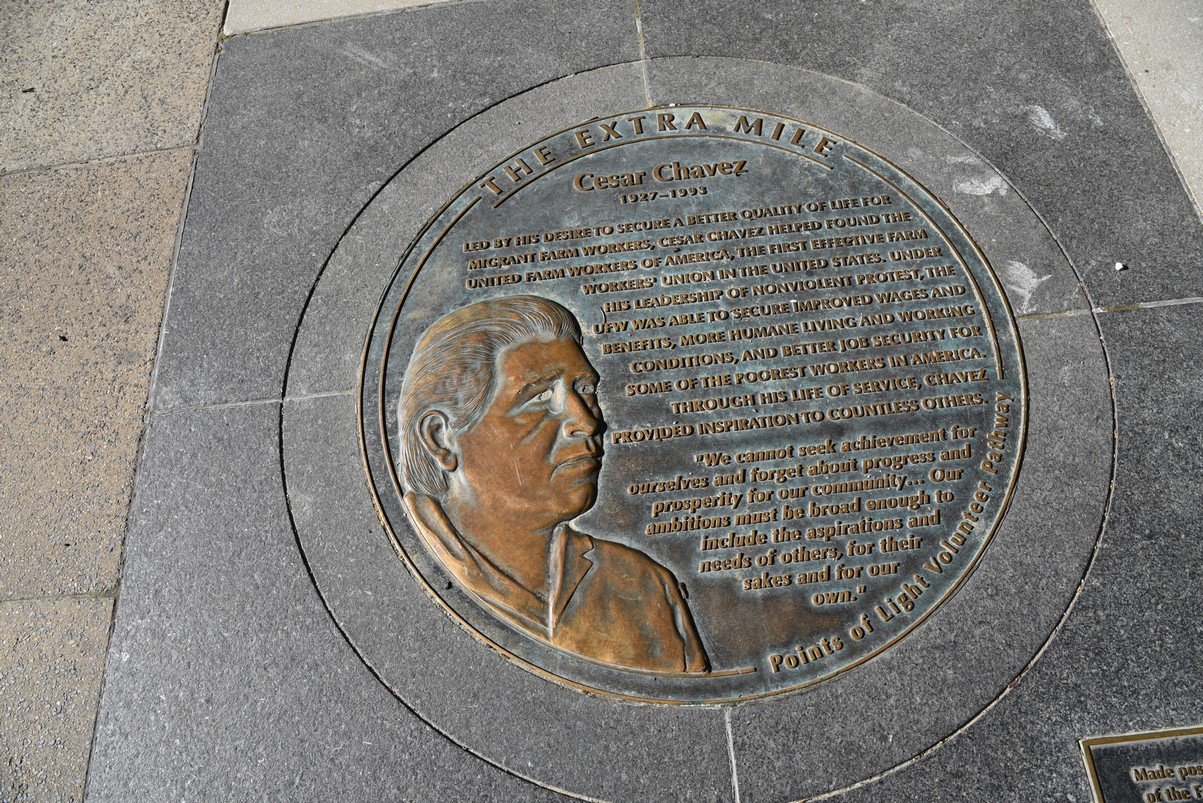 THE EXTRA MILE
Cesar Chavez
1927–1993
LED BY HIS DESIRE TO SECURE A BETTER QUALITY OF LIFE FOR
MIGRANT FARM WORKERS, CESAR CHAVEZ HELPED FOUND THE
UNITED FARM WORKERS OF AMERICA, THE FIRST EFFECTIVE FARM
WORKERS' UNION IN THE UNITED STATES. UNDER
HIS LEADERSHIP OF NONVIOLENT PROTEST, THE
UFW WAS ABLE TO SECURE IMPROVED WAGES AND
BENEFITS, MORE HUMANE LIVING AND WORKING
CONDITIONS, AND BETTER JOB SECURITY FOR
SOME OF THE POOREST WORKERS IN AMERICA.
THROUGH HIS LIFE OF SERVICE, CHAVEZ
PROVIDED INSPIRATION TO COUNTLESS OTHERS.
"We cannot seek achievement for
ourselves and forget about progress and
prosperity for our community... Our
ambitions must be broad enough to
include the aspirations and
needs of others, for their
sakes and for our
own."
Points of Light Volunteer Pathway
Made
of the